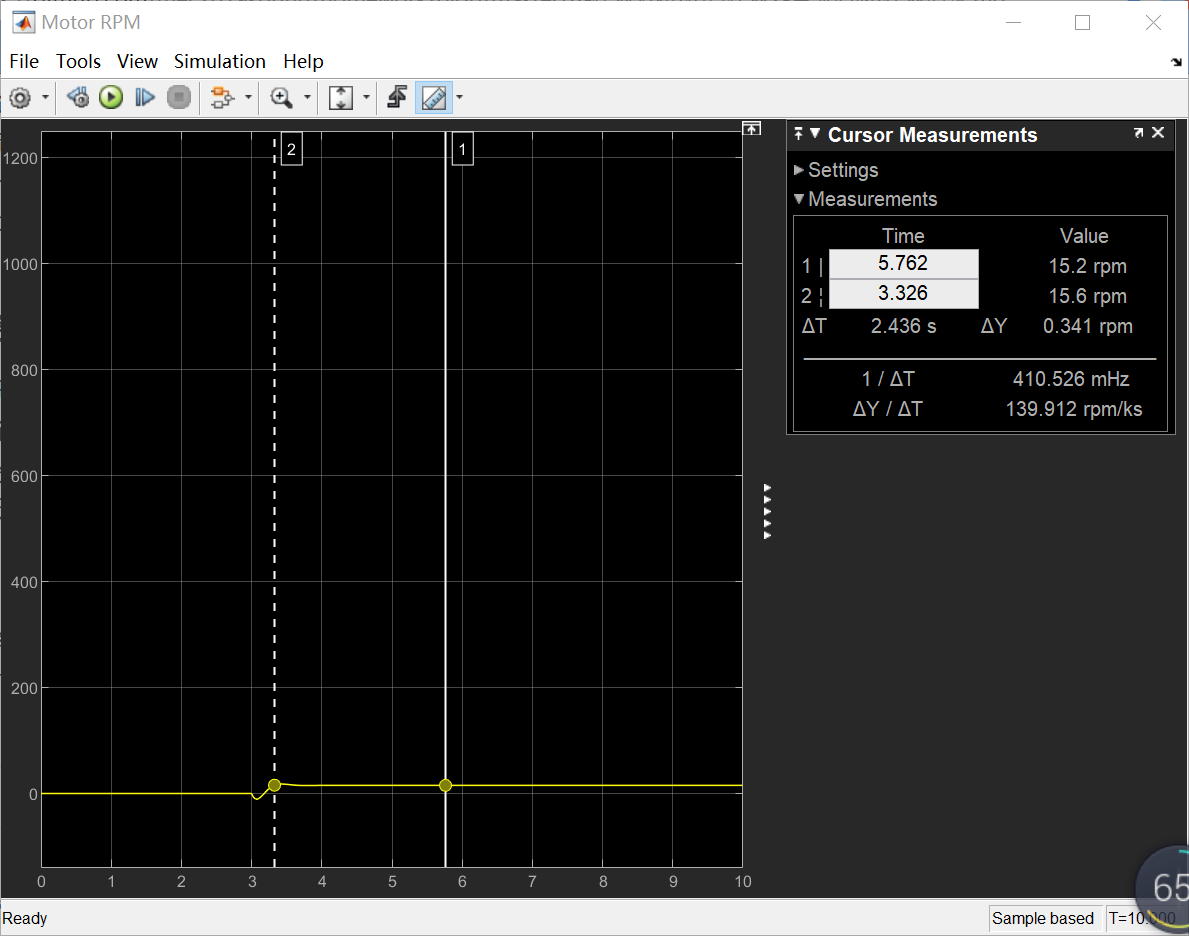 Motor RPM
File Tools View Simulation Help
2
1
1200
1000
800
600
400
200
0
0 1 2 3 4 5 6 7 8 9 10
Cursor Measurements
Settings
Measurements
Time Value
1 | 5.762 15.2 rpm
2 ¦ 3.326 15.6 rpm
ΔT 2.436 s ΔY 0.341 rpm
1 / ΔT 410.526 mHz
ΔY / ΔT 139.912 rpm/ks
65
Ready Sample based T=10.000